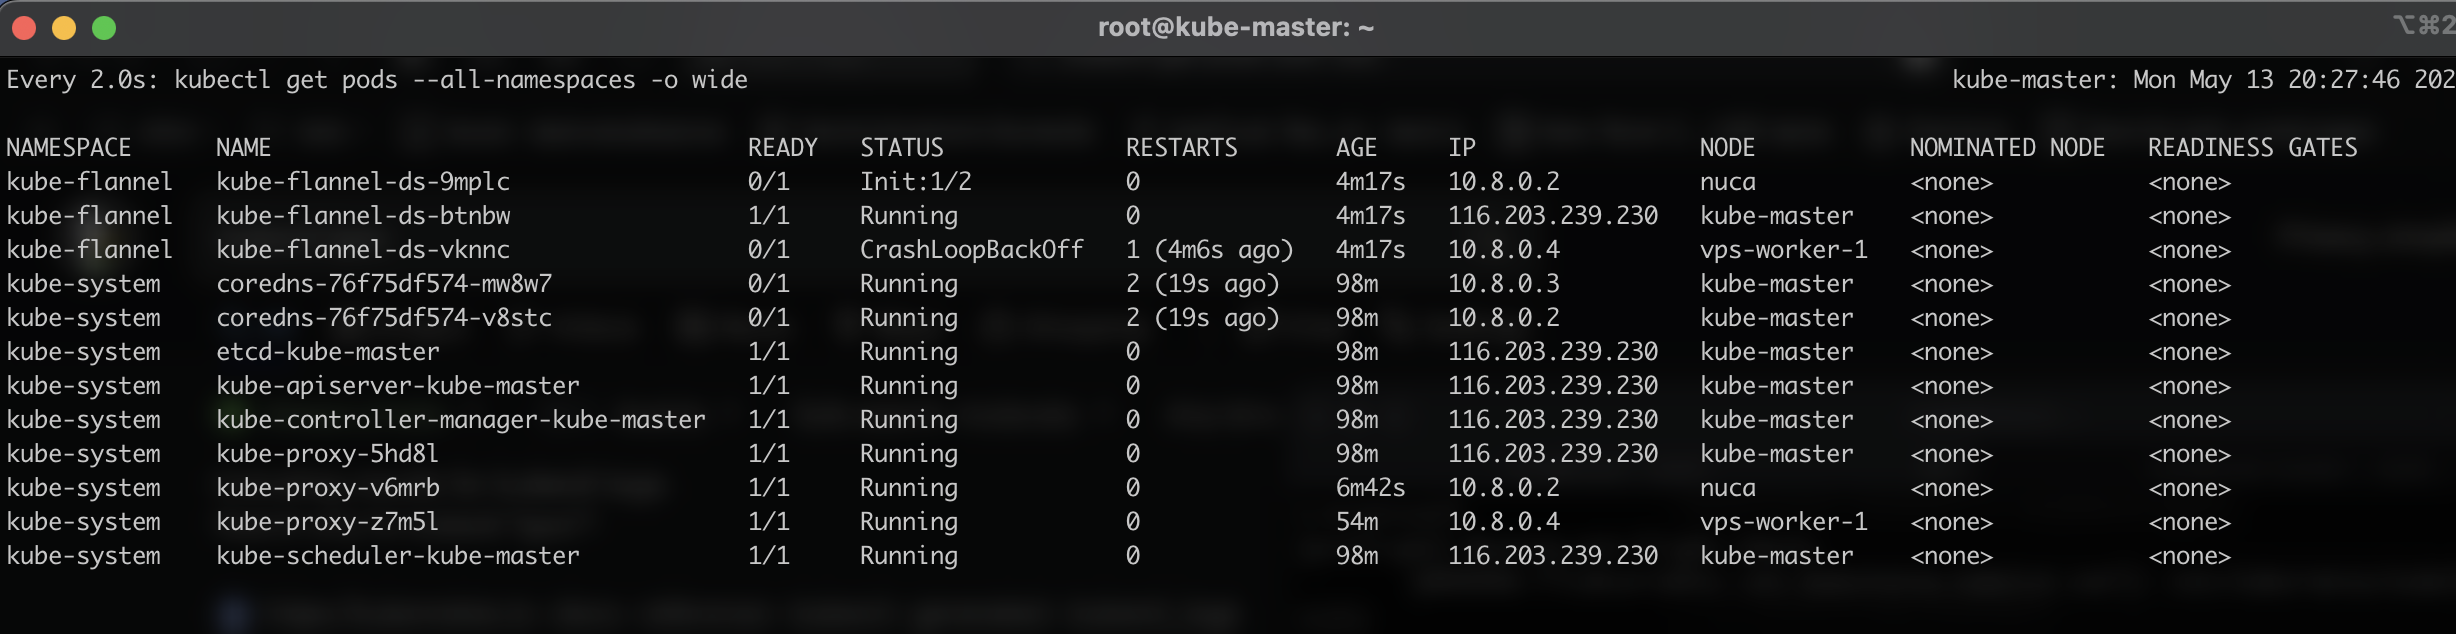 root@kube-master: ~
⌥⌘2
Every 2.0s: kubectl get pods --all-namespaces -o wide kube-master: Mon May 13 20:27:46 202
NAMESPACE NAME READY STATUS RESTARTS AGE IP NODE NOMINATED NODE READINESS GATES
kube-flannel kube-flannel-ds-9mplc 0/1 Init:1/2 0 4m17s 10.8.0.2 nuca <none> <none>
kube-flannel kube-flannel-ds-btnbw 1/1 Running 0 4m17s 116.203.239.230 kube-master <none> <none>
kube-flannel kube-flannel-ds-vknnc 0/1 CrashLoopBackOff 1 (4m6s ago) 4m17s 10.8.0.4 vps-worker-1 <none> <none>
kube-system coredns-76f75df574-mw8w7 0/1 Running 2 (19s ago) 98m 10.8.0.3 kube-master <none> <none>
kube-system coredns-76f75df574-v8stc 0/1 Running 2 (19s ago) 98m 10.8.0.2 kube-master <none> <none>
kube-system etcd-kube-master 1/1 Running 0 98m 116.203.239.230 kube-master <none> <none>
kube-system kube-apiserver-kube-master 1/1 Running 0 98m 116.203.239.230 kube-master <none> <none>
kube-system kube-controller-manager-kube-master 1/1 Running 0 98m 116.203.239.230 kube-master <none> <none>
kube-system kube-proxy-5hd8l 1/1 Running 0 98m 116.203.239.230 kube-master <none> <none>
kube-system kube-proxy-v6mrb 1/1 Running 0 6m42s 10.8.0.2 nuca <none> <none>
kube-system kube-proxy-z7m5l 1/1 Running 0 54m 10.8.0.4 vps-worker-1 <none> <none>
kube-system kube-scheduler-kube-master 1/1 Running 0 98m 116.203.239.230 kube-master <none> <none>